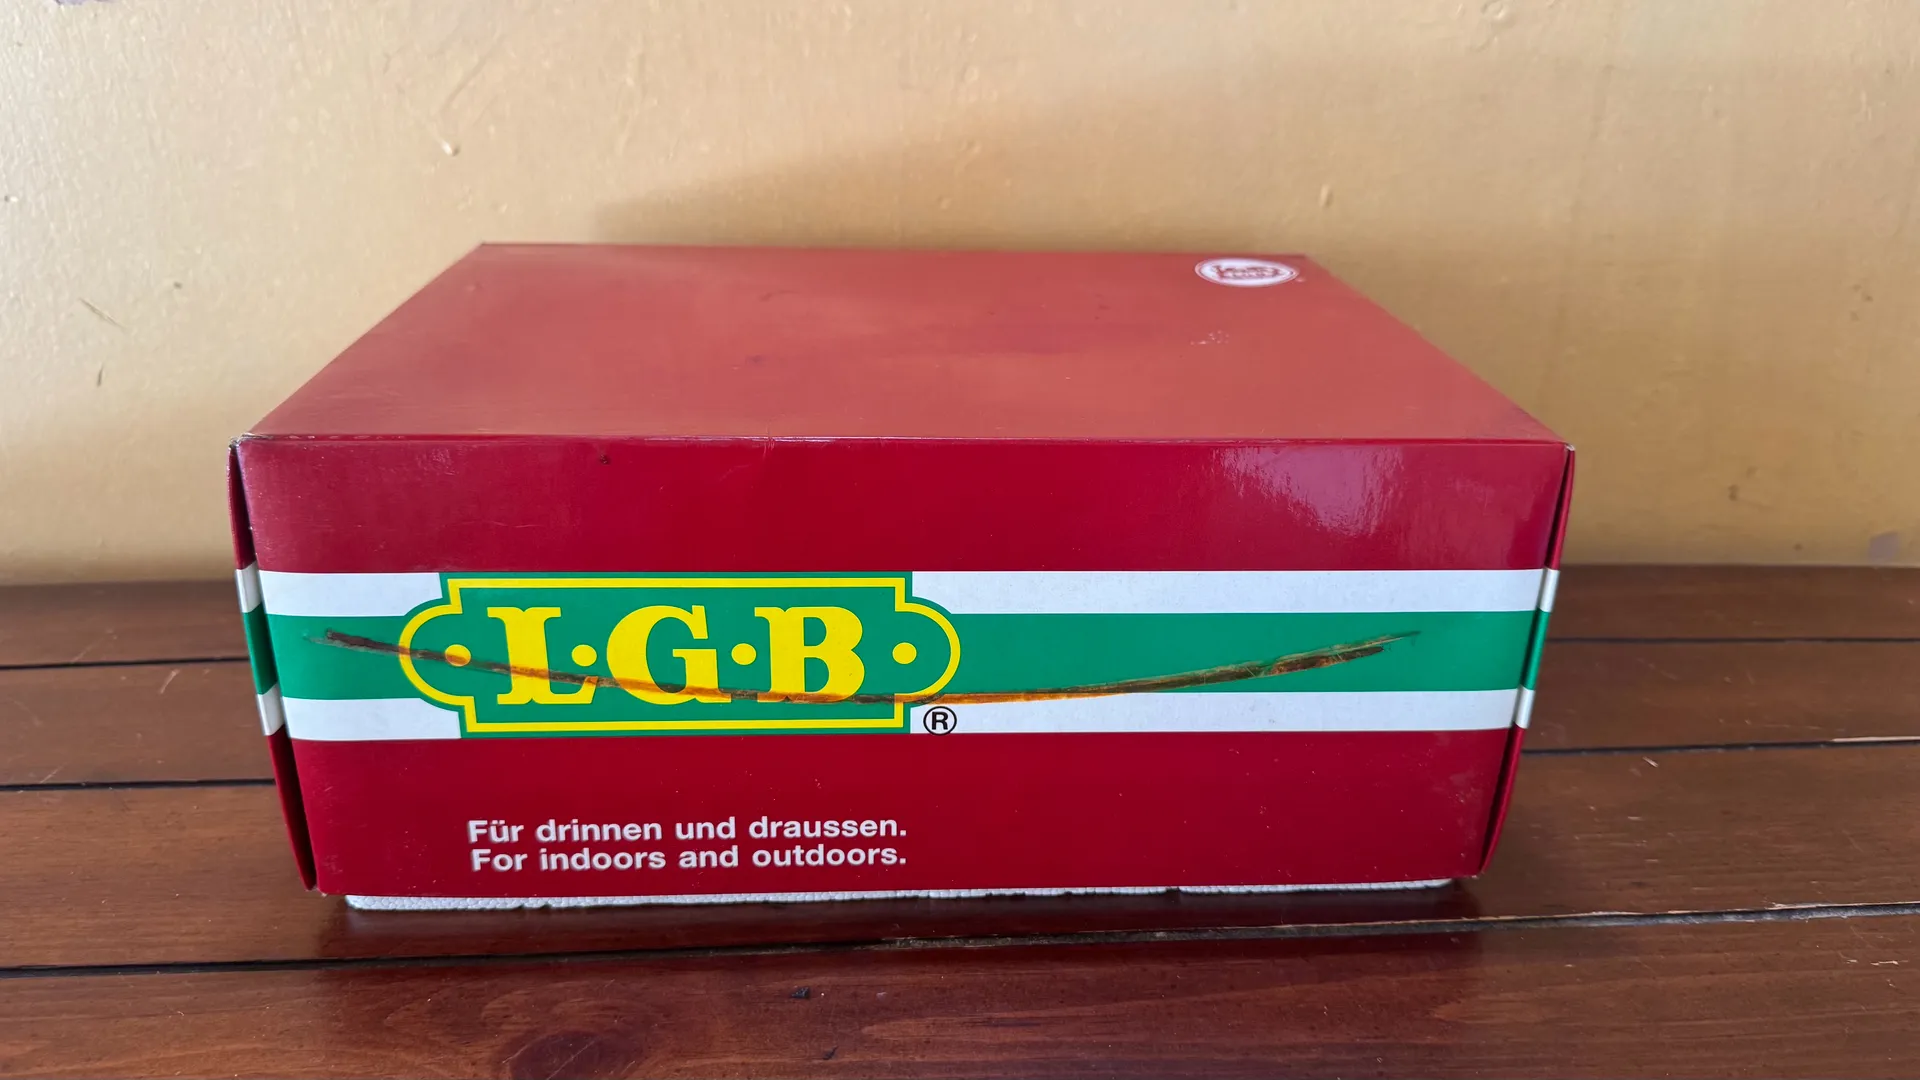 L·G·B·
®
Für drinnen und draussen.
For indoors and outdoors.